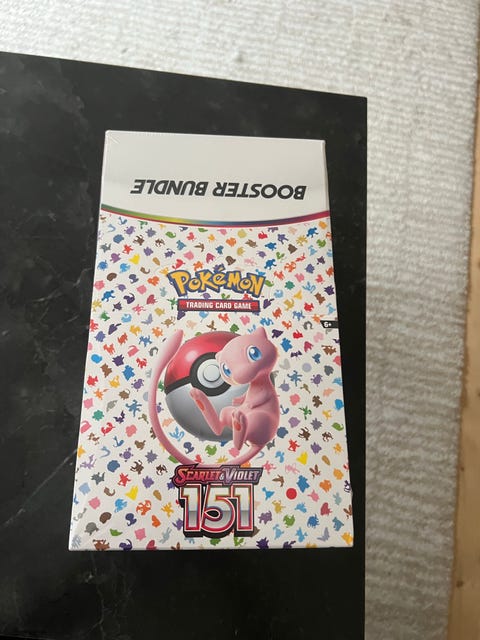 BOOSTER BUNDLE
POKéMON
TRADING CARD GAME
6+
SCARLET & VIOLET
151